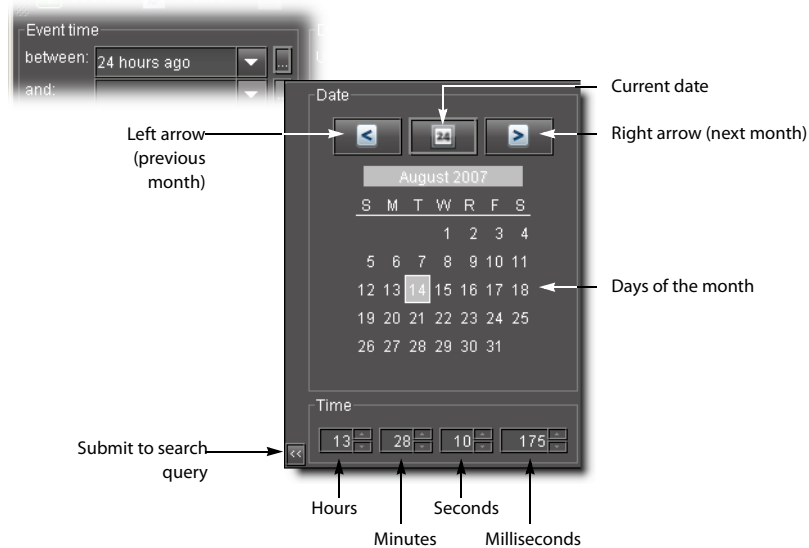 Event time
between: 24 hours ago
...
and:
Date
Current date
Left arrow
(previous
month)
<
24
>
Right arrow (next month)
August 2007
S M T W R F S
1 2 3 4
5 6 7 8 9 10 11
12 13 14 15 16 17 18
Days of the month
19 20 21 22 23 24 25
26 27 28 29 30 31
Time
13 28 10 175
Submit to search
query
<<
Hours
Seconds
Minutes
Milliseconds